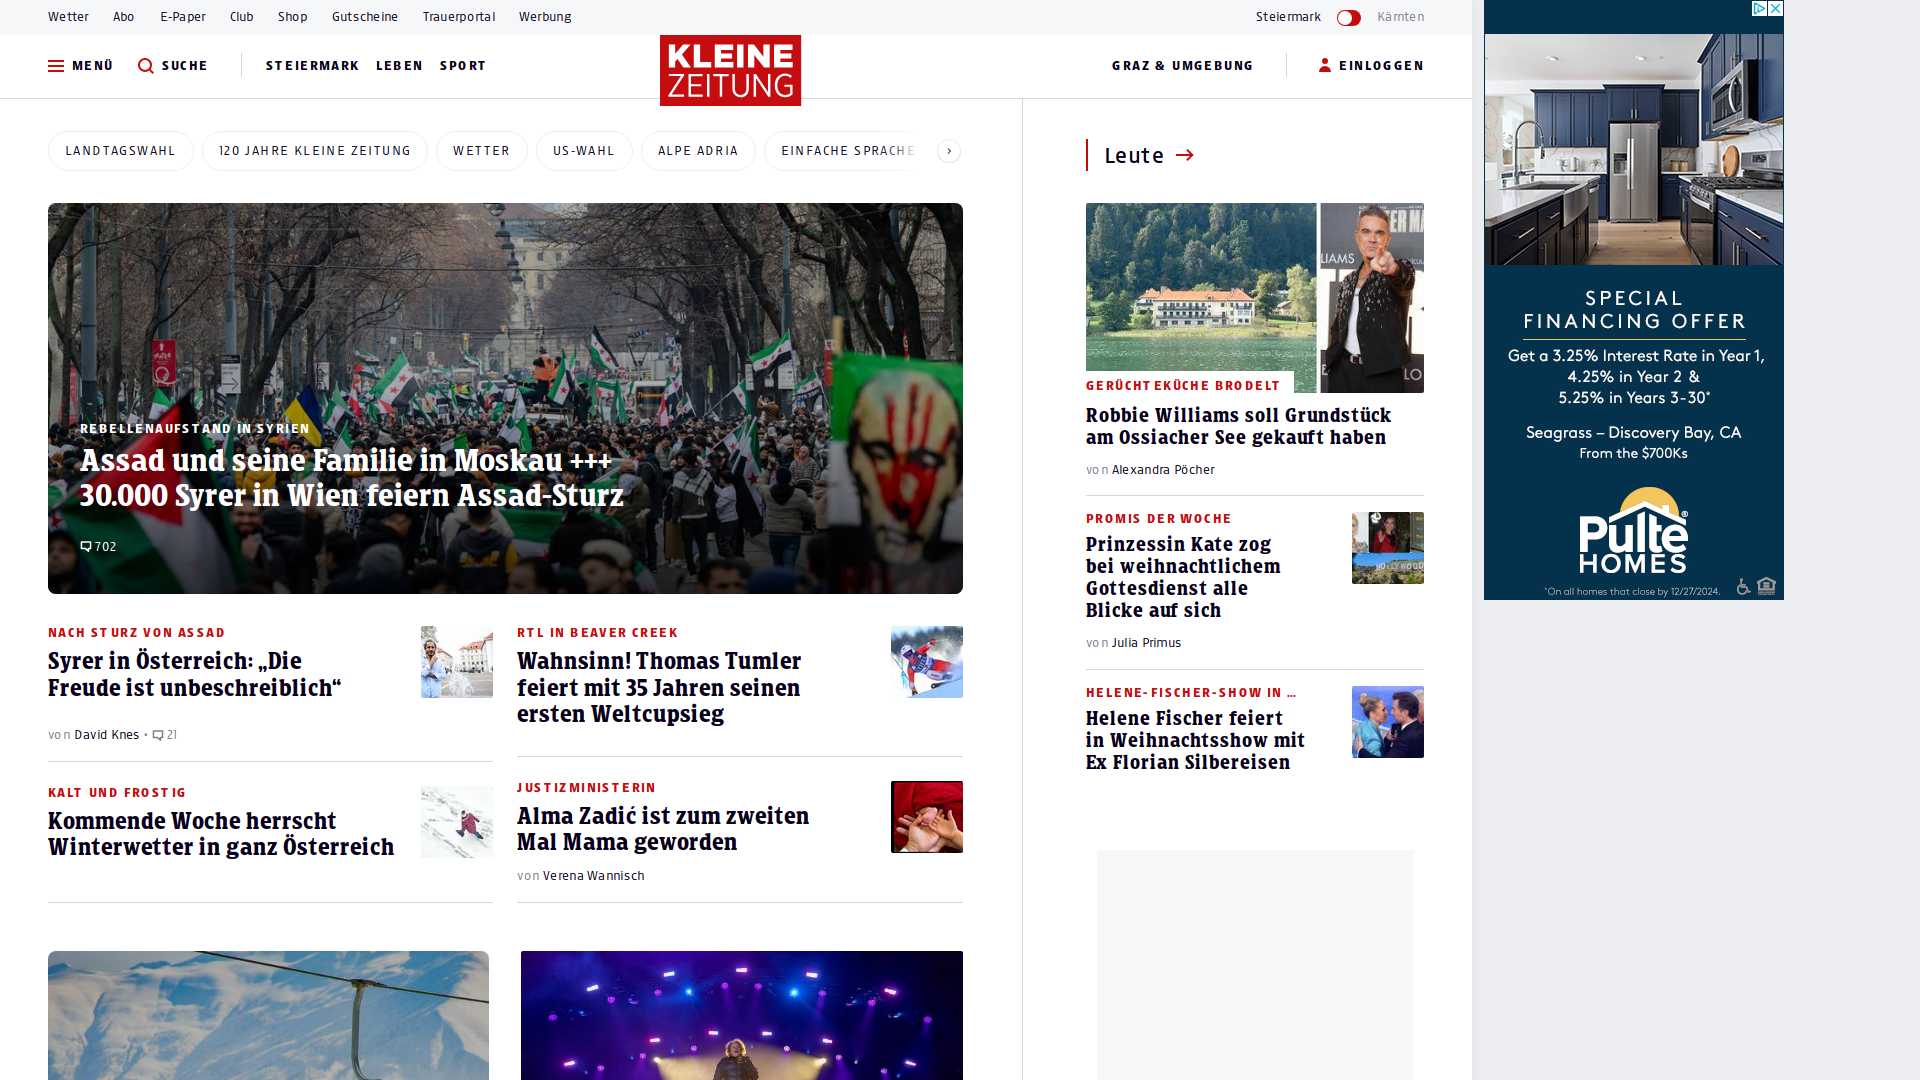 Wetter Abo E-Paper Club Shop Gutscheine Trauerportal Werbung
Steiermark Kärnten
MENÜ SUCHE STEIERMARK LEBEN SPORT
KLEINE
ZEITUNG
GRAZ & UMGEBUNG EINLOGGEN
LANDTAGSWAHL 120 JAHRE KLEINE ZEITUNG WETTER US-WAHL ALPE ADRIA EINFACHE SPRACHE
REBELLENAUFSTAND IN SYRIEN
Assad und seine Familie in Moskau +++
30.000 Syrer in Wien feiern Assad-Sturz
702
NACH STURZ VON ASSAD
Syrer in Österreich: „Die
Freude ist unbeschreiblich“
von David Knes • 21
RTL IN BEAVER CREEK
Wahnsinn! Thomas Tumler
feiert mit 35 Jahren seinen
ersten Weltcupsieg
KALT UND FROSTIG
Kommende Woche herrscht
Winterwetter in ganz Österreich
JUSTIZMINISTERIN
Alma Zadić ist zum zweiten
Mal Mama geworden
von Verena Wannisch
Leute
GERÜCHTEKÜCHE BRODELT
Robbie Williams soll Grundstück
am Ossiacher See gekauft haben
von Alexandra Pöcher
PROMIS DER WOCHE
Prinzessin Kate zog
bei weihnachtlichem
Gottesdienst alle
Blicke auf sich
von Julia Primus
HELENE-FISCHER-SHOW IN ...
Helene Fischer feiert
in Weihnachtsshow mit
Ex Florian Silbereisen
SPECIAL
FINANCING OFFER
Get a 3.25% Interest Rate in Year 1,
4.25% in Year 2 &
5.25% in Years 3-30*
Seagrass – Discovery Bay, CA
From the $700Ks
Pulte®
HOMES
*On all homes that close by 12/27/2024.